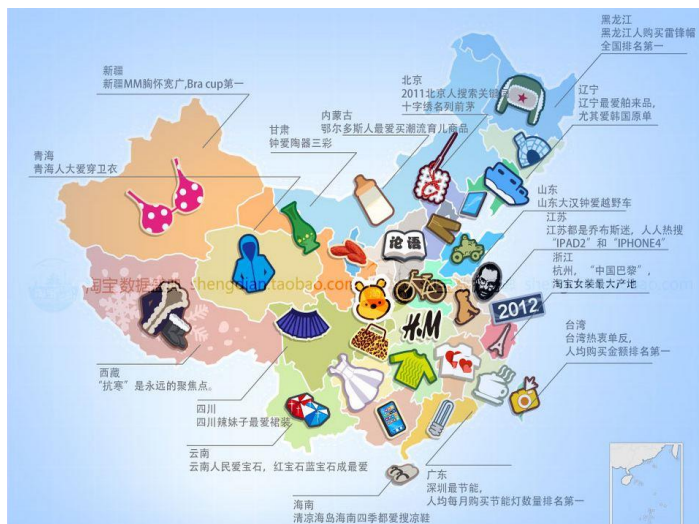 黑龙江
黑龙江人购买雷锋帽
全国排名第一
新疆
新疆MM胸怀宽广,Bra cup第一
北京
2011北京人搜索关键
十字绣名列前茅
辽宁
辽宁最爱舶来品,
尤其爱韩国原单
内蒙古
鄂尔多斯人最爱买潮流育儿商品
甘肃
钟爱陶器三彩
青海
青海人大爱穿卫衣
山东
山东大汉钟爱越野车
江苏
江苏都是乔布斯迷，人人热搜
“IPAD2”和“IPHONE4”
浙江
杭州，“中国巴黎”，
淘宝女装最大产地
论语
淘宝数据
shengdian.taobao.com
H.M
2012
台湾
台湾热衷单反,
人均购买金额排名第一
西藏
“抗寒”是永远的聚焦点。
四川
四川辣妹子最爱裙装
云南
云南人民爱宝石，红宝石蓝宝石成最爱
广东
深圳最节能,
人均每月购买节能灯数量排名第一
海南
清凉海岛海南四季都爱搜凉鞋